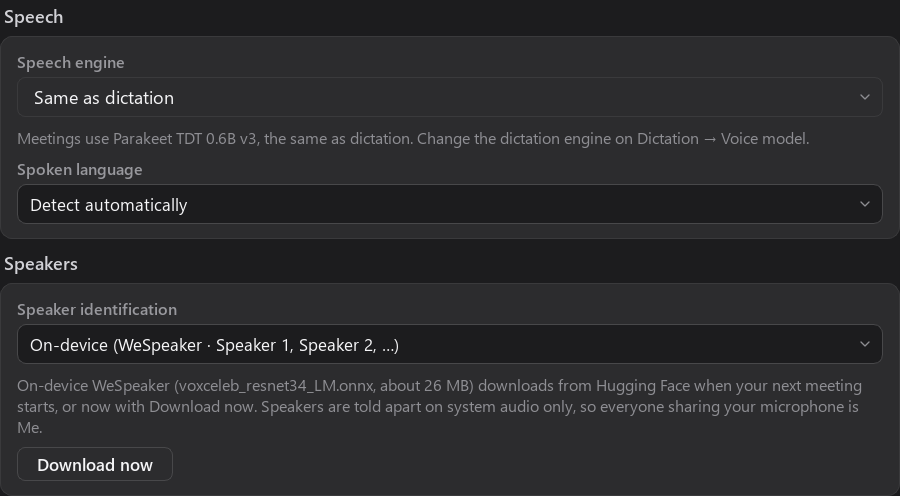 Speech
Speech engine
Same as dictation
Meetings use Parakeet TDT 0.6B v3, the same as dictation. Change the dictation engine on Dictation → Voice model.
Spoken language
Detect automatically
Speakers
Speaker identification
On-device (WeSpeaker · Speaker 1, Speaker 2, ...)
On-device WeSpeaker (voxceleb_resnet34_LM.onnx, about 26 MB) downloads from Hugging Face when your next meeting
starts, or now with Download now. Speakers are told apart on system audio only, so everyone sharing your microphone is
Me.
Download now